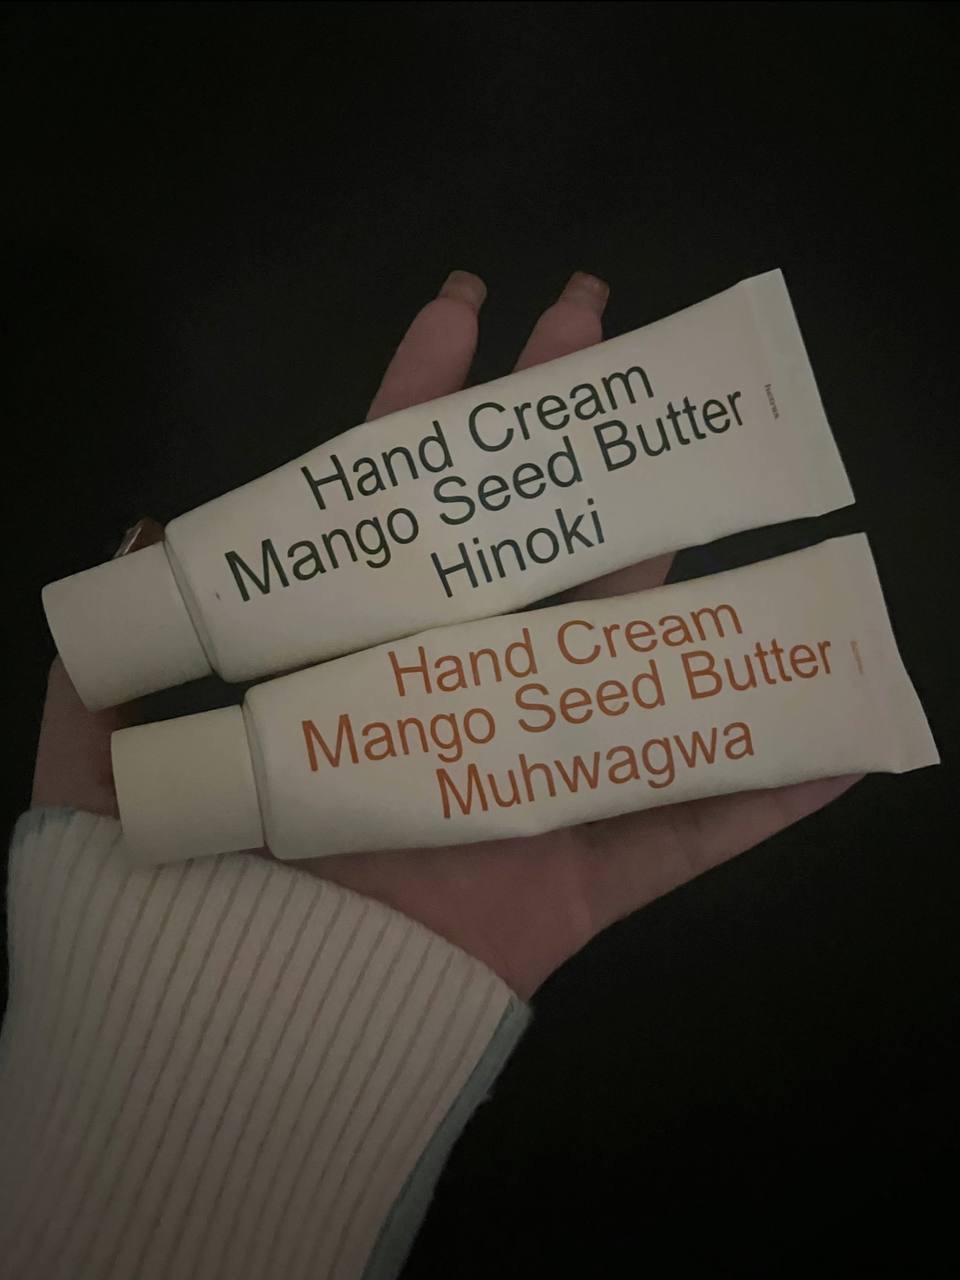 Hand Cream
Mango Seed Butter
Hinoki
Hand Cream
Mango Seed Butter
Muhwagwa